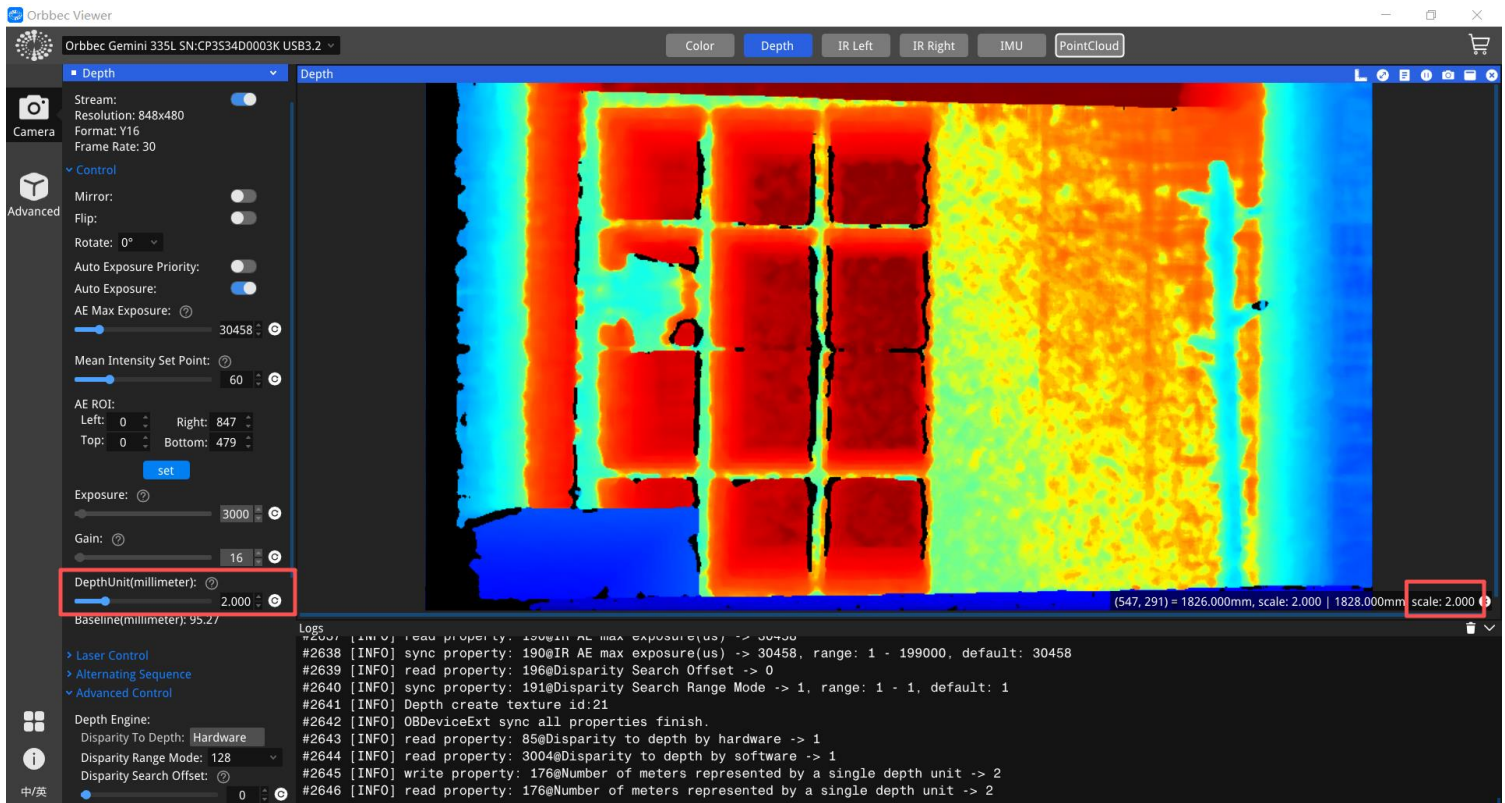 Orbbec Viewer
Orbbec Gemini 335L SN:CP3S34D0003K USB3.2
Color Depth IR Left IR Right IMU PointCloud
Camera
Advanced
中/英
Depth
Stream:
Resolution: 848x480
Format: Y16
Frame Rate: 30
Control
Mirror:
Flip:
Rotate: 0°
Auto Exposure Priority:
Auto Exposure:
AE Max Exposure:
30458
Mean Intensity Set Point:
60
AE ROI:
Left: 0 Right: 847
Top: 0 Bottom: 479
set
Exposure:
3000
Gain:
16
DepthUnit(millimeter):
2.000
Baseline(millimeter): 95.27
Laser Control
Alternating Sequence
Advanced Control
Depth Engine:
Disparity To Depth: Hardware
Disparity Range Mode: 128
Disparity Search Offset:
0
Depth
(547, 291) = 1826.000mm, scale: 2.000 | 1828.000mm, scale: 2.000
Logs
#2637 [INFO] read property: 190@IR AE max exposure(us) -> 30458
#2638 [INFO] sync property: 190@IR AE max exposure(us) -> 30458, range: 1 - 199000, default: 30458
#2639 [INFO] read property: 196@Disparity Search Offset -> 0
#2640 [INFO] sync property: 191@Disparity Search Range Mode -> 1, range: 1 - 1, default: 1
#2641 [INFO] Depth create texture id:21
#2642 [INFO] OBDeviceExt sync all properties finish.
#2643 [INFO] read property: 85@Disparity to depth by hardware -> 1
#2644 [INFO] read property: 3004@Disparity to depth by software -> 1
#2645 [INFO] write property: 176@Number of meters represented by a single depth unit -> 2
#2646 [INFO] read property: 176@Number of meters represented by a single depth unit -> 2